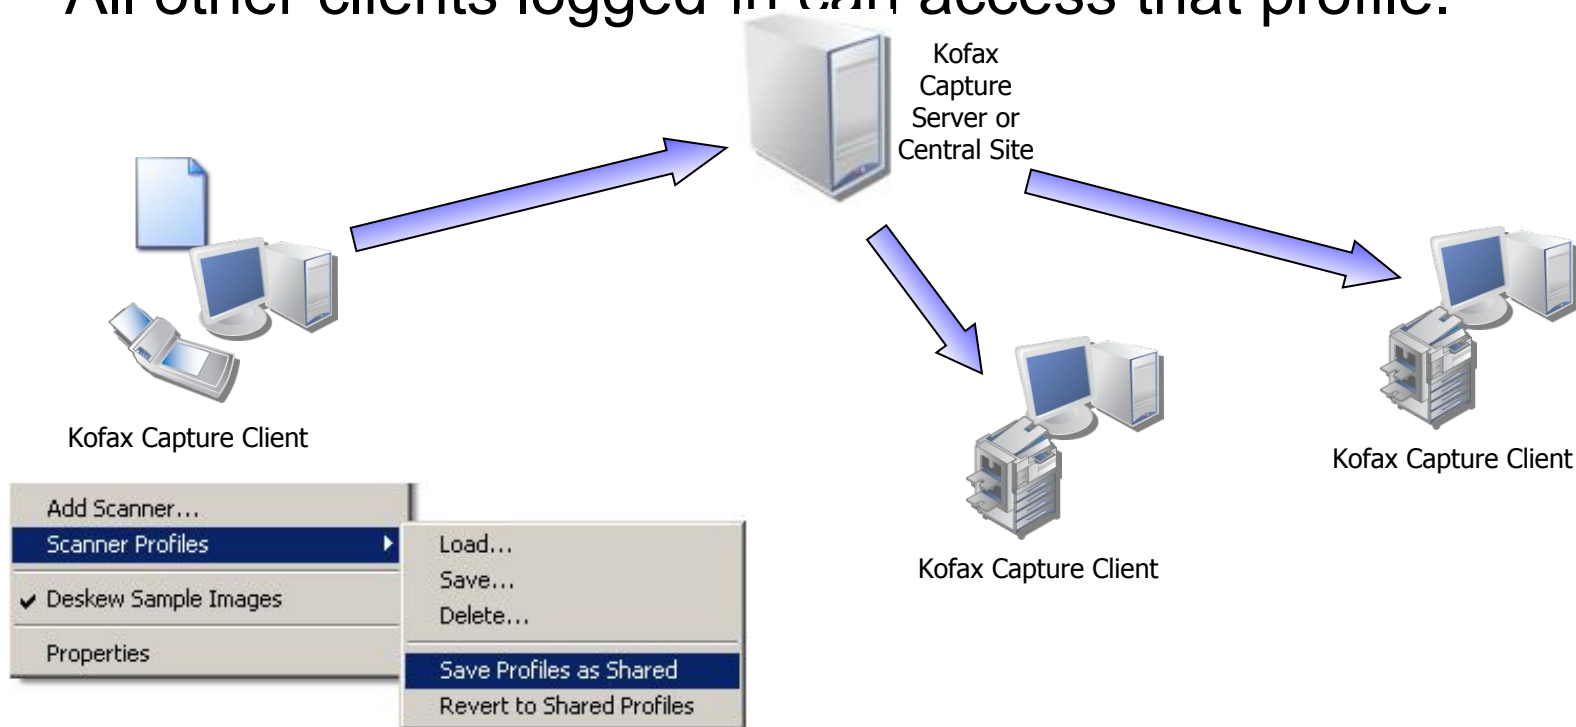 All other clients logged in can access that profile.
Kofax
Capture
Server or
Central Site
Kofax Capture Client
Kofax Capture Client
Kofax Capture Client
Add Scanner...
Scanner Profiles
Deskew Sample Images
Properties
Load...
Save...
Delete...
Save Profiles as Shared
Revert to Shared Profiles